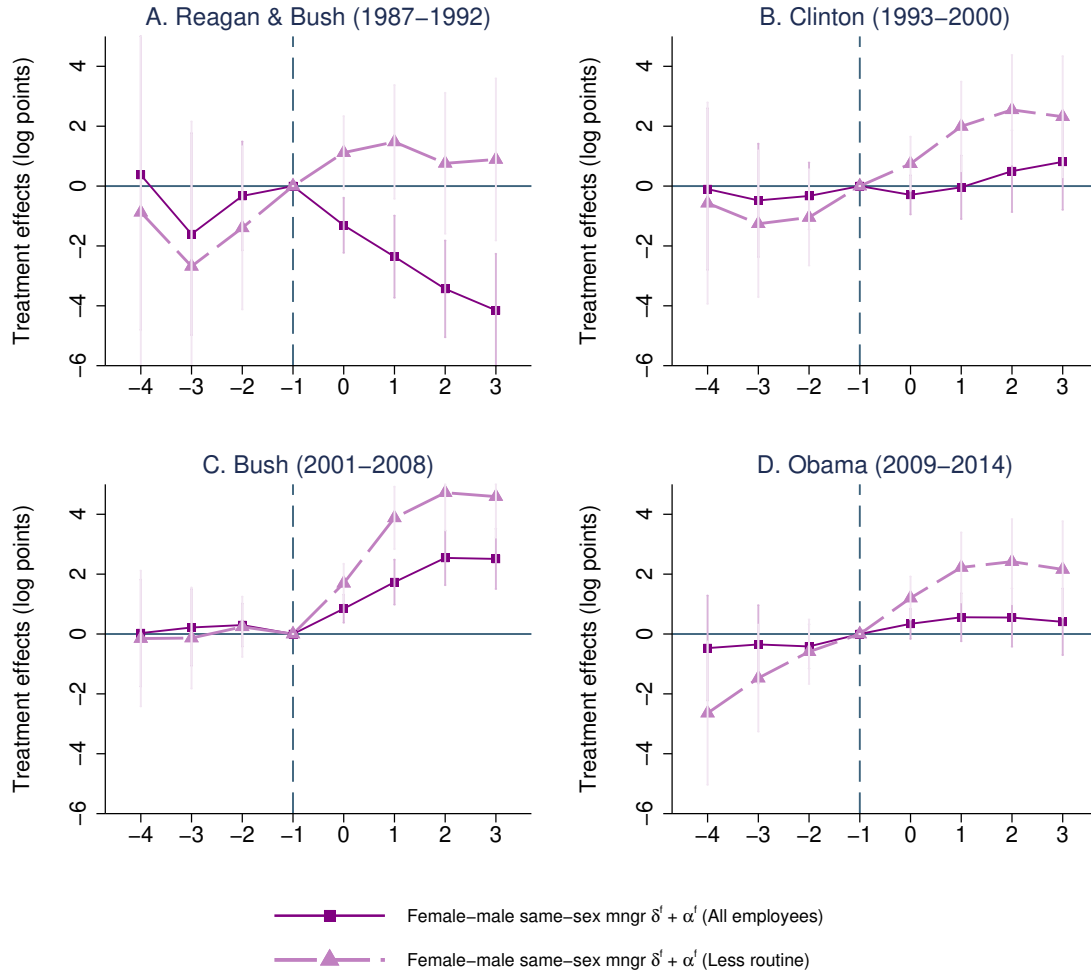 A. Reagan & Bush (1987−1992)
Treatment effects (log points)
4
2
0
−2
−4
−6
−4 −3 −2 −1 0 1 2 3
B. Clinton (1993−2000)
Treatment effects (log points)
4
2
0
−2
−4
−6
−4 −3 −2 −1 0 1 2 3
C. Bush (2001−2008)
Treatment effects (log points)
4
2
0
−2
−4
−6
−4 −3 −2 −1 0 1 2 3
D. Obama (2009−2014)
Treatment effects (log points)
4
2
0
−2
−4
−6
−4 −3 −2 −1 0 1 2 3
Female−male same−sex mngr δᶠ + αᶠ (All employees)
Female−male same−sex mngr δᶠ + αᶠ (Less routine)